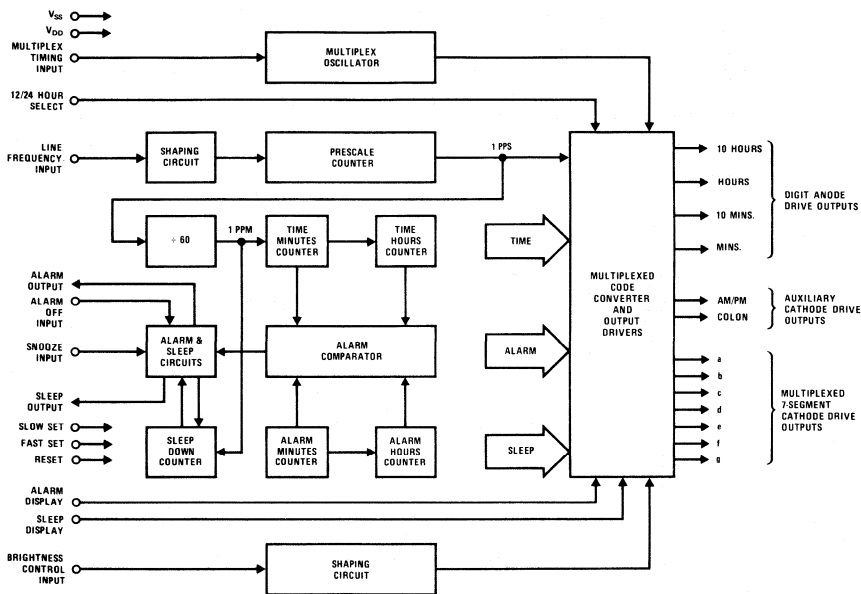 VSS
VDD
MULTIPLEX
TIMING
INPUT
MULTIPLEX
OSCILLATOR
12/24 HOUR
SELECT
LINE
FREQUENCY
INPUT
SHAPING
CIRCUIT
PRESCALE
COUNTER
1 PPS
÷ 60
1 PPM
TIME
MINUTES
COUNTER
TIME
HOURS
COUNTER
TIME
ALARM
OUTPUT
ALARM
OFF
INPUT
SNOOZE
INPUT
ALARM &
SLEEP
CIRCUITS
ALARM
COMPARATOR
ALARM
SLEEP
OUTPUT
SLOW SET
FAST SET
RESET
SLEEP
DOWN
COUNTER
ALARM
MINUTES
COUNTER
ALARM
HOURS
COUNTER
SLEEP
MULTIPLEXED
CODE
CONVERTER
AND
OUTPUT
DRIVERS
10 HOURS
HOURS
10 MINS.
MINS.
DIGIT ANODE
DRIVE OUTPUTS
AM/PM
COLON
AUXILIARY
CATHODE DRIVE
OUTPUTS
a
b
c
d
e
f
g
MULTIPLEXED
7-SEGMENT
CATHODE DRIVE
OUTPUTS
ALARM
DISPLAY
SLEEP
DISPLAY
BRIGHTNESS
CONTROL
INPUT
SHAPING
CIRCUIT